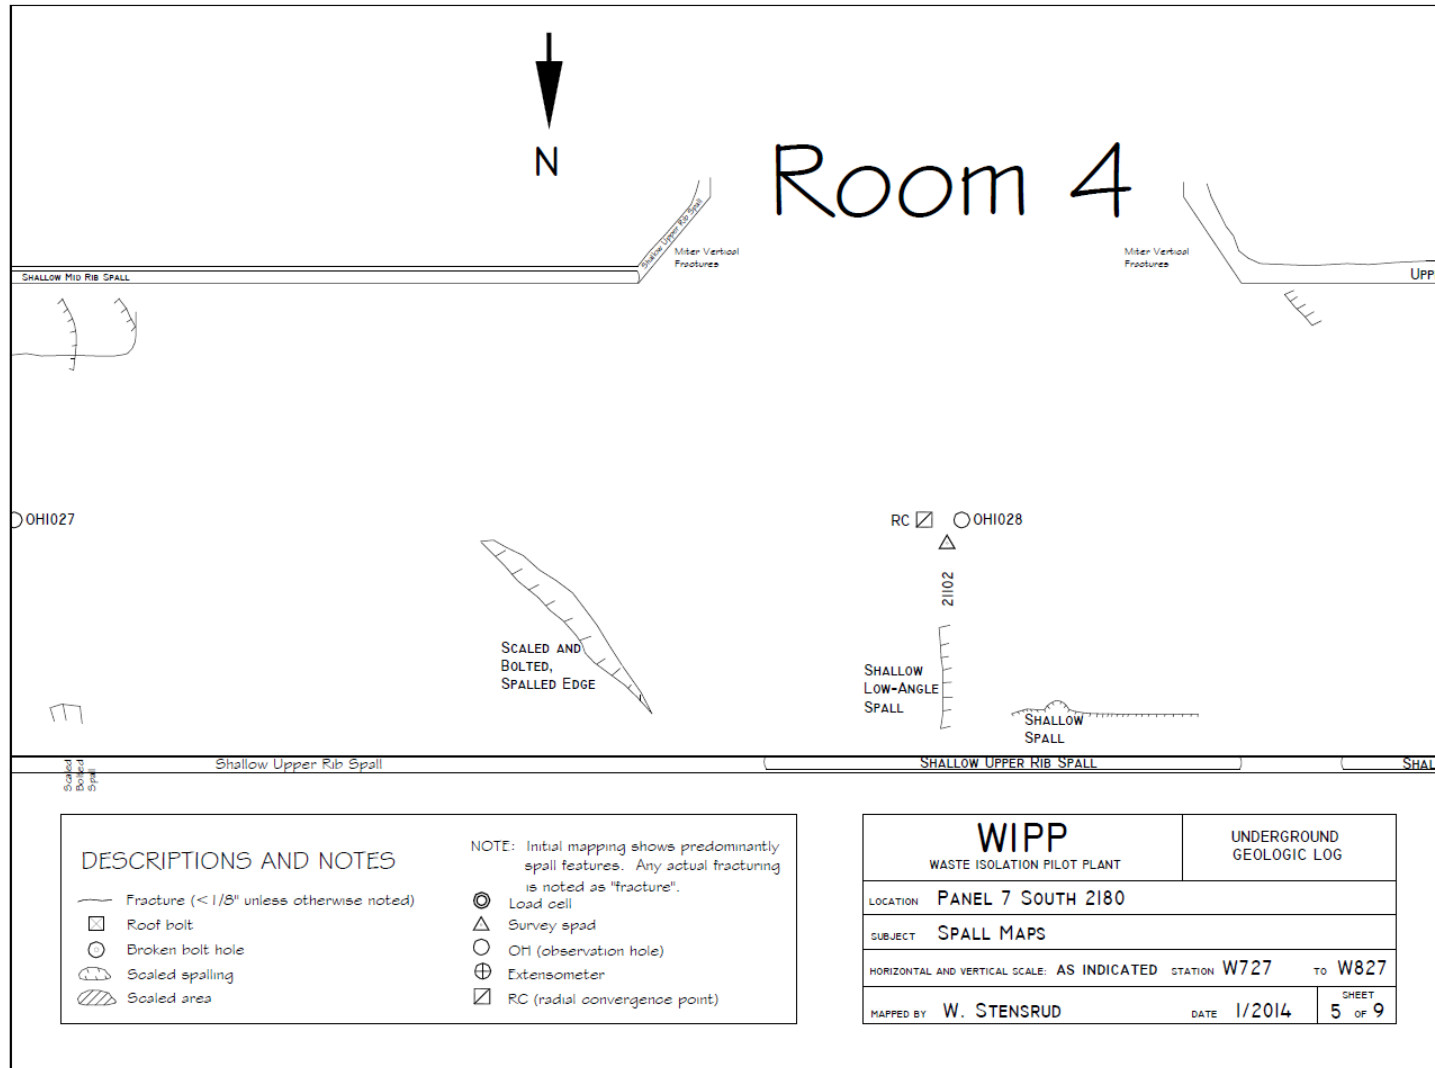 N
Room 4
Shallow Upper Rib Spall
Miter Vertical
Fractures
Miter Vertical
Fractures
SHALLOW MID RIB SPALL
UPP
OH1027
RC
OH1028
21102
SCALED AND
BOLTED,
SPALLED EDGE
SHALLOW
LOW-ANGLE
SPALL
SHALLOW
SPALL
Scaled
Bolted
Spall
Shallow Upper Rib Spall
SHALLOW UPPER RIB SPALL
SHAL
DESCRIPTIONS AND NOTES
Fracture (< 1/8" unless otherwise noted)
Roof bolt
Broken bolt hole
Scaled spalling
Scaled area
NOTE: Initial mapping shows predominantly
spall features. Any actual fracturing
is noted as "fracture".
Load cell
Survey spad
OH (observation hole)
Extensometer
RC (radial convergence point)
WIPP
WASTE ISOLATION PILOT PLANT
UNDERGROUND
GEOLOGIC LOG
LOCATION PANEL 7 SOUTH 2180
SUBJECT SPALL MAPS
HORIZONTAL AND VERTICAL SCALE: AS INDICATED STATION W727 TO W827
MAPPED BY W. STENSRUD DATE 1/2014
SHEET
5 OF 9